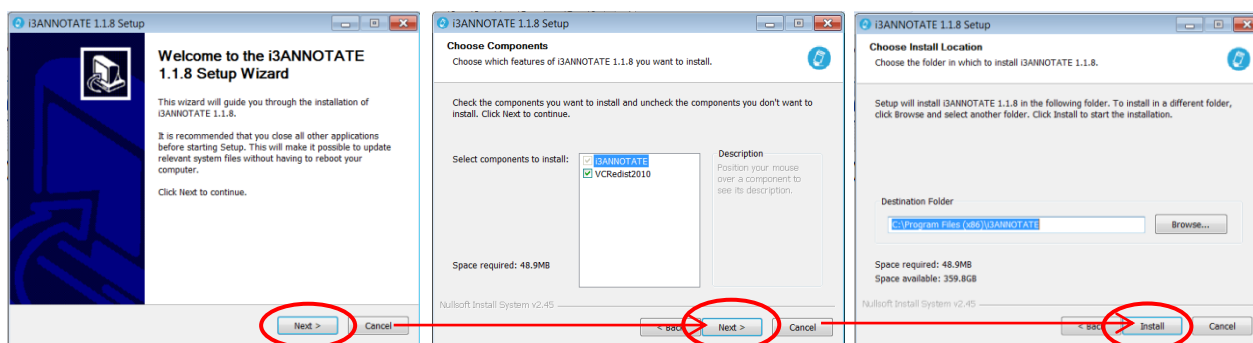 i3ANNOTATE 1.1.8 Setup
Welcome to the i3ANNOTATE
1.1.8 Setup Wizard
This wizard will guide you through the installation of
i3ANNOTATE 1.1.8.
It is recommended that you close all other applications
before starting Setup. This will make it possible to update
relevant system files without having to reboot your
computer.
Click Next to continue.
Next >
Cancel
i3ANNOTATE 1.1.8 Setup
Choose Components
Choose which features of i3ANNOTATE 1.1.8 you want to install.
Check the components you want to install and uncheck the components you don't want to
install. Click Next to continue.
Select components to install:
i3ANNOTATE
VCRedist2010
Description
Position your mouse
over a component to
see its description.
Space required: 48.9MB
Nullsoft Install System v2.45
< Back
Next >
Cancel
i3ANNOTATE 1.1.8 Setup
Choose Install Location
Choose the folder in which to install i3ANNOTATE 1.1.8.
Setup will install i3ANNOTATE 1.1.8 in the following folder. To install in a different folder,
click Browse and select another folder. Click Install to start the installation.
Destination Folder
C:\Program Files (x86)\i3ANNOTATE
Browse...
Space required: 48.9MB
Space available: 359.8GB
Nullsoft Install System v2.45
< Back
Install
Cancel